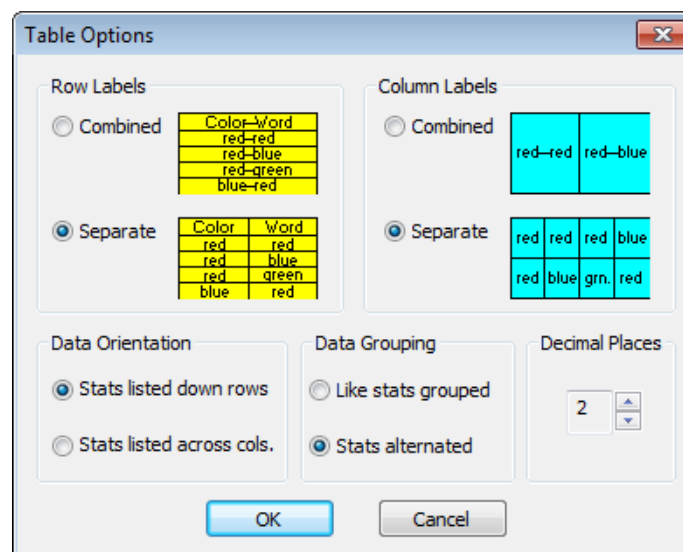 Table Options
Row Labels
Combined
Color–Word
red–red
red–blue
red–green
blue–red
Separate
Color Word
red red
red blue
red green
blue red
Column Labels
Combined
red–red red–blue
Separate
red red red blue
red blue grn. red
Data Orientation
Stats listed down rows
Stats listed across cols.
Data Grouping
Like stats grouped
Stats alternated
Decimal Places
2
OK Cancel